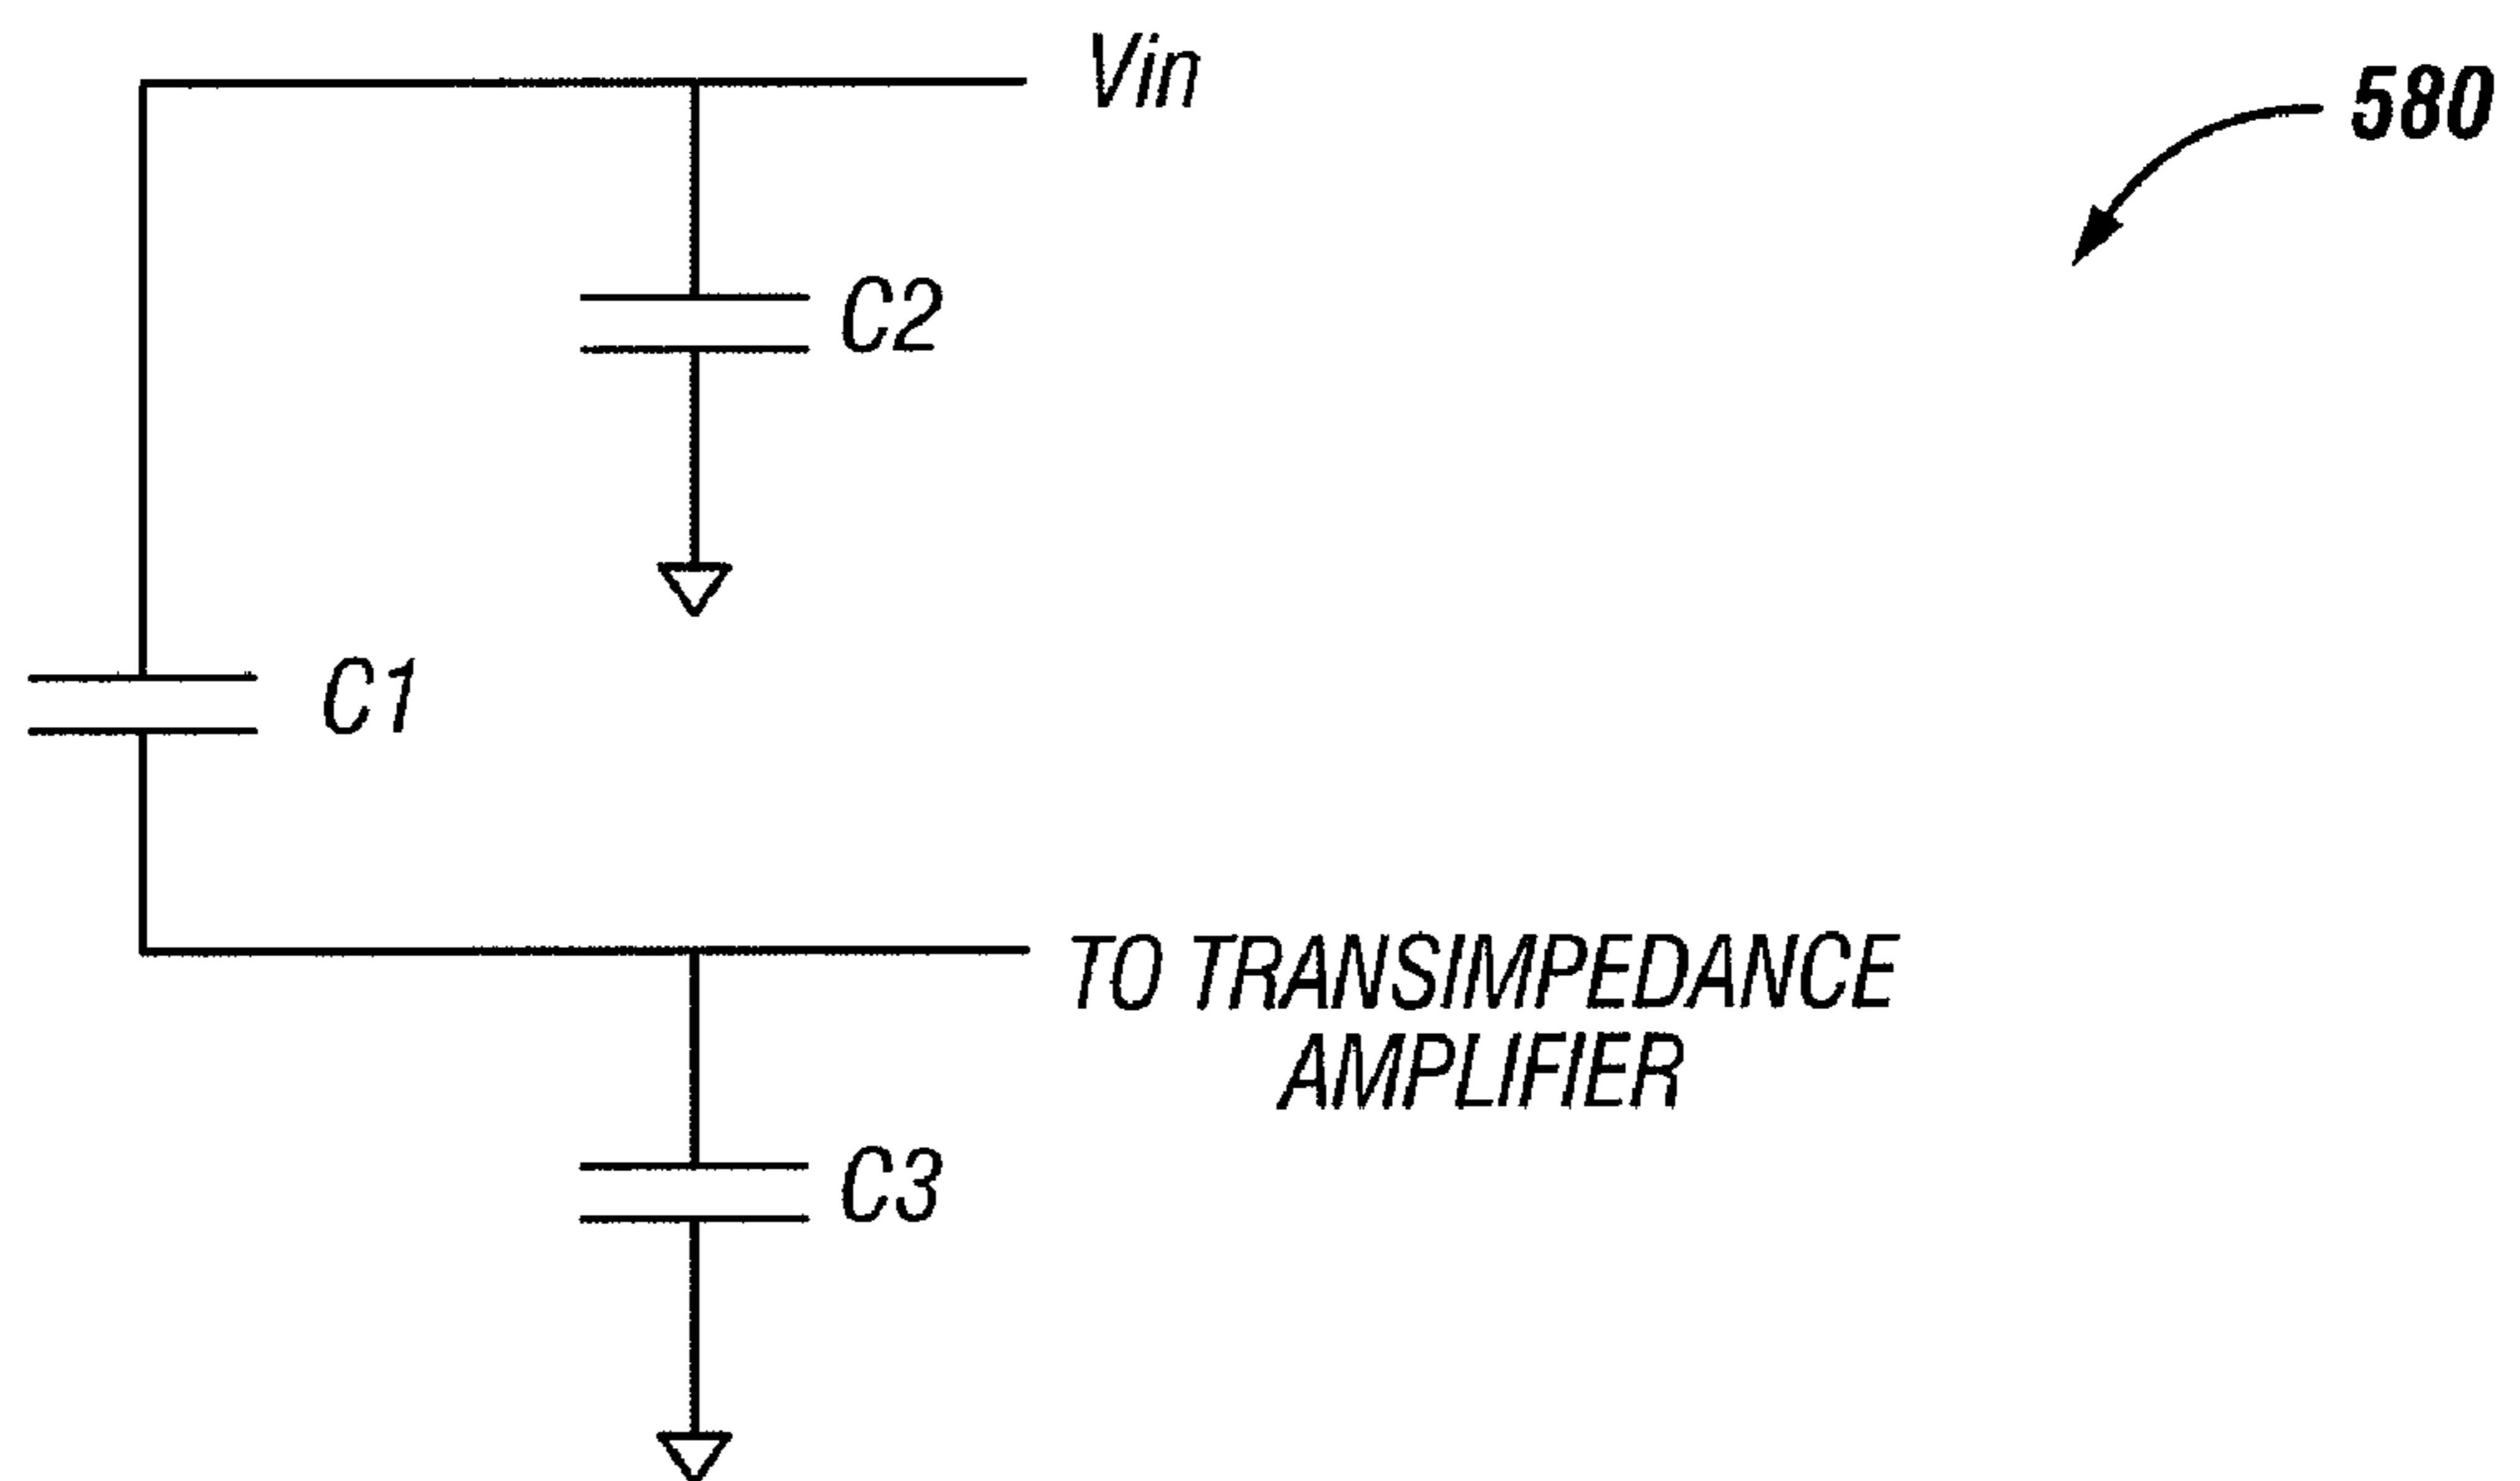 Vin
580
C2
C1
TO TRANSIMPEDANCE
AMPLIFIER
C3